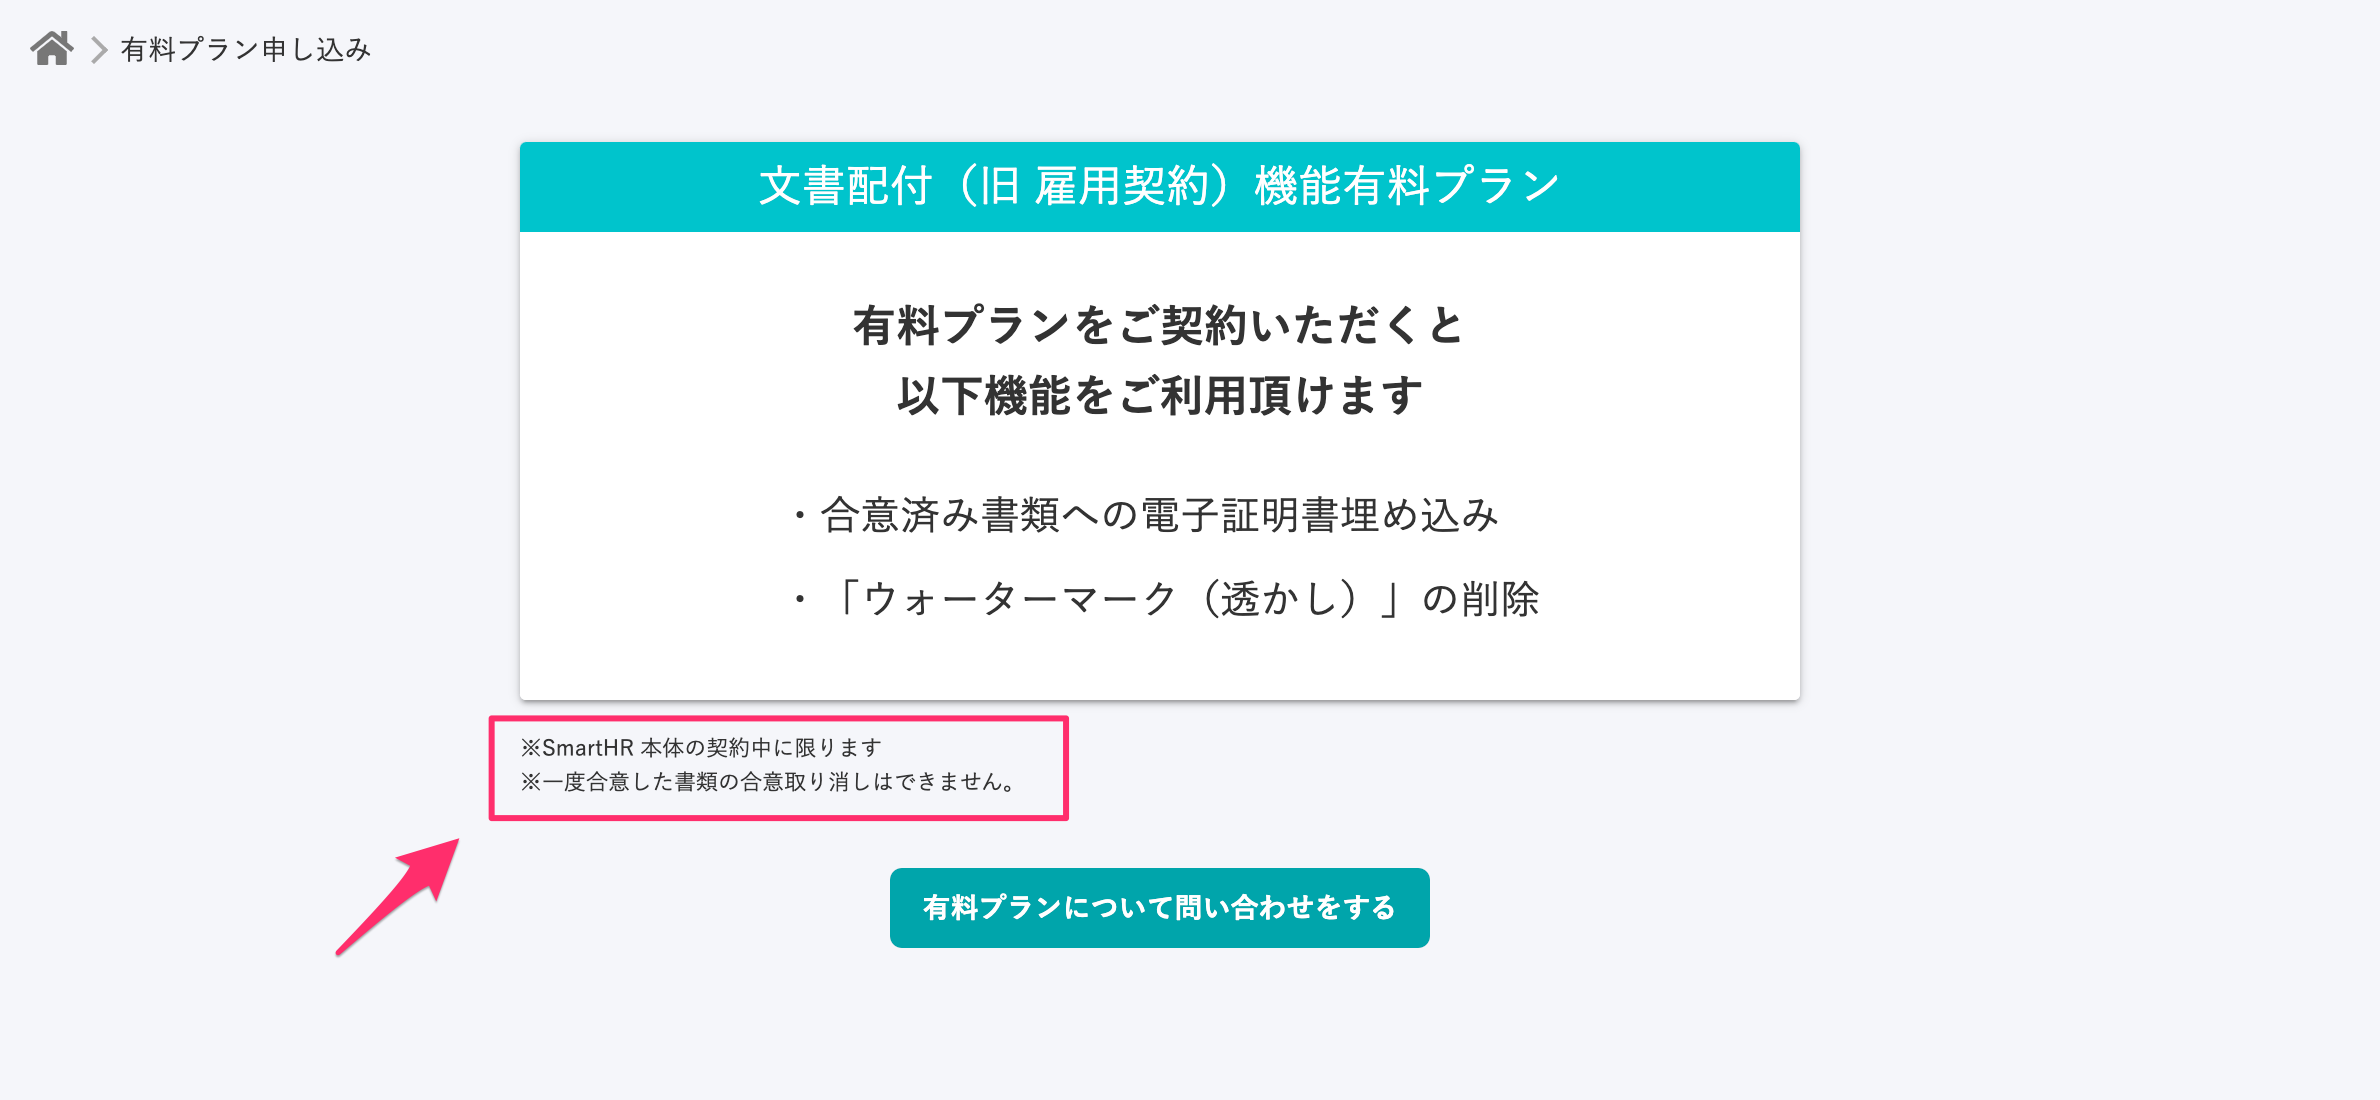 有料プラン申し込み
文書配付（旧 雇用契約）機能有料プラン
有料プランをご契約いただくと
以下機能をご利用頂けます
・合意済み書類への電子証明書埋め込み
・「ウォーターマーク（透かし）」の削除
※SmartHR 本体の契約中に限ります
※一度合意した書類の合意取り消しはできません。
有料プランについて問い合わせをする